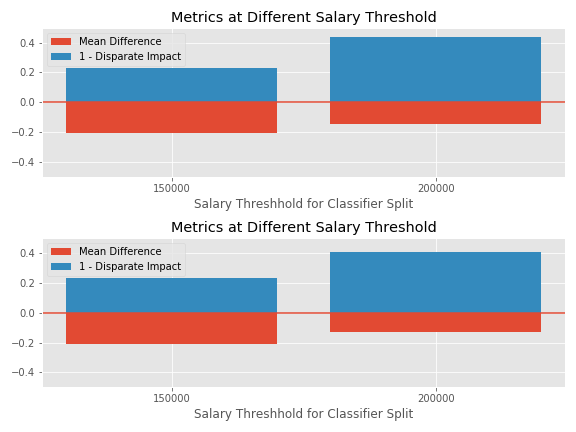 Metrics at Different Salary Threshold
Mean Difference
1 - Disparate Impact
0.4
0.2
0.0
−0.2
−0.4
150000
200000
Salary Threshhold for Classifier Split
Metrics at Different Salary Threshold
Mean Difference
1 - Disparate Impact
0.4
0.2
0.0
−0.2
−0.4
150000
200000
Salary Threshhold for Classifier Split